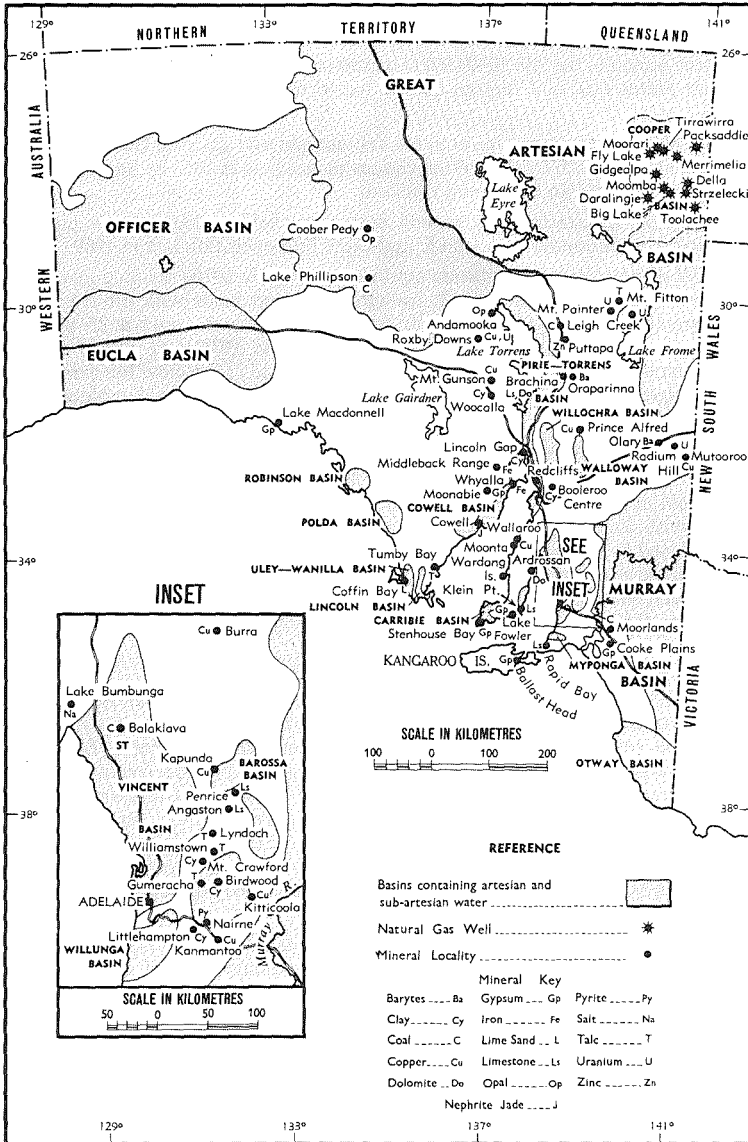 129° 133° 137° 141°
NORTHERN TERRITORY QUEENSLAND
26° 26°
GREAT
ARTESIAN
BASIN
AUSTRALIA
WESTERN
COOPER
BASIN
Tirrawirra
Packsaddle
Moorari
Fly Lake
Merrimelia
Gidgealpa
Della
Moomba
Strzelecki
Daralingie
Big Lake
Toolachee
Lake
Eyre
OFFICER BASIN
Coober Pedy
Op
Lake Phillipson
C
30° 30°
T
Mt. Fitton
U
Mt. Painter
U
Op
Andamooka
C
Leigh Creek
Roxby Downs
Cu, U
Lake Torrens
Zn
Puttapa
Lake Frome
EUCLA BASIN
PIRIE—TORRENS
BASIN
Cu
Mt. Gunson
Brachina
Ls, Do
Ba
Oraparinna
Cy
Woocalla
Lake Gairdner
WILLOCHRA BASIN
Lake Macdonnell
Gp
Cu
Prince Alfred
Lincoln Gap
Cy
Olary
Ba
U
Radium
Hill
Mutooroo
Cu
NEW SOUTH WALES
Middleback Range
Fe
Redcliffs
WALLOWAY
BASIN
ROBINSON BASIN
Whyalla
Fe
Moonabie
Gp
Cy
Booleroo
Centre
COWELL BASIN
Cowell
J
POLDA BASIN
Wallaroo
Moonta
Cu
SEE
INSET
34° 34°
Tumby Bay
Wardang
Is.
Ardrossan
Do
ULEY—WANILLA BASIN
Coffin Bay
L
Klein
Pt.
Ls
MURRAY
BASIN
LINCOLN BASIN
CARRIBIE BASIN
Gp
Lake
Fowler
C
C
Moorlands
Stenhouse Bay
Gp
Gp
Cooke Plains
KANGAROO IS.
Gp
Ls
Rapid Bay
Ballast Head
MYPONGA BASIN
VICTORIA
OTWAY BASIN
SCALE IN KILOMETRES
100 0 100 200
38° 38°
INSET
Cu
Burra
Lake Bumbunga
Na
C
Balaklava
ST
VINCENT
BASIN
Kapunda
Cu
BAROSSA
BASIN
Penrice
Ls
Angaston
Ls
T
Lyndoch
Williamstown
T
Cy
Mt. Crawford
T
Gumeracha
Cy
Birdwood
ADELAIDE
Cu
Kitticoola
Py
Nairne
Littlehampton
Cy
Cu
Kanmantoo
Murray R.
WILLUNGA
BASIN
SCALE IN KILOMETRES
50 0 50 100
REFERENCE
Basins containing artesian and
sub-artesian water
Natural Gas Well
Mineral Locality
Mineral Key
Barytes Ba Gypsum Gp Pyrite Py
Clay Cy Iron Fe Salt Na
Coal C Lime Sand L Talc T
Copper Cu Limestone Ls Uranium U
Dolomite Do Opal Op Zinc Zn
Nephrite Jade J
129° 133° 137° 141°